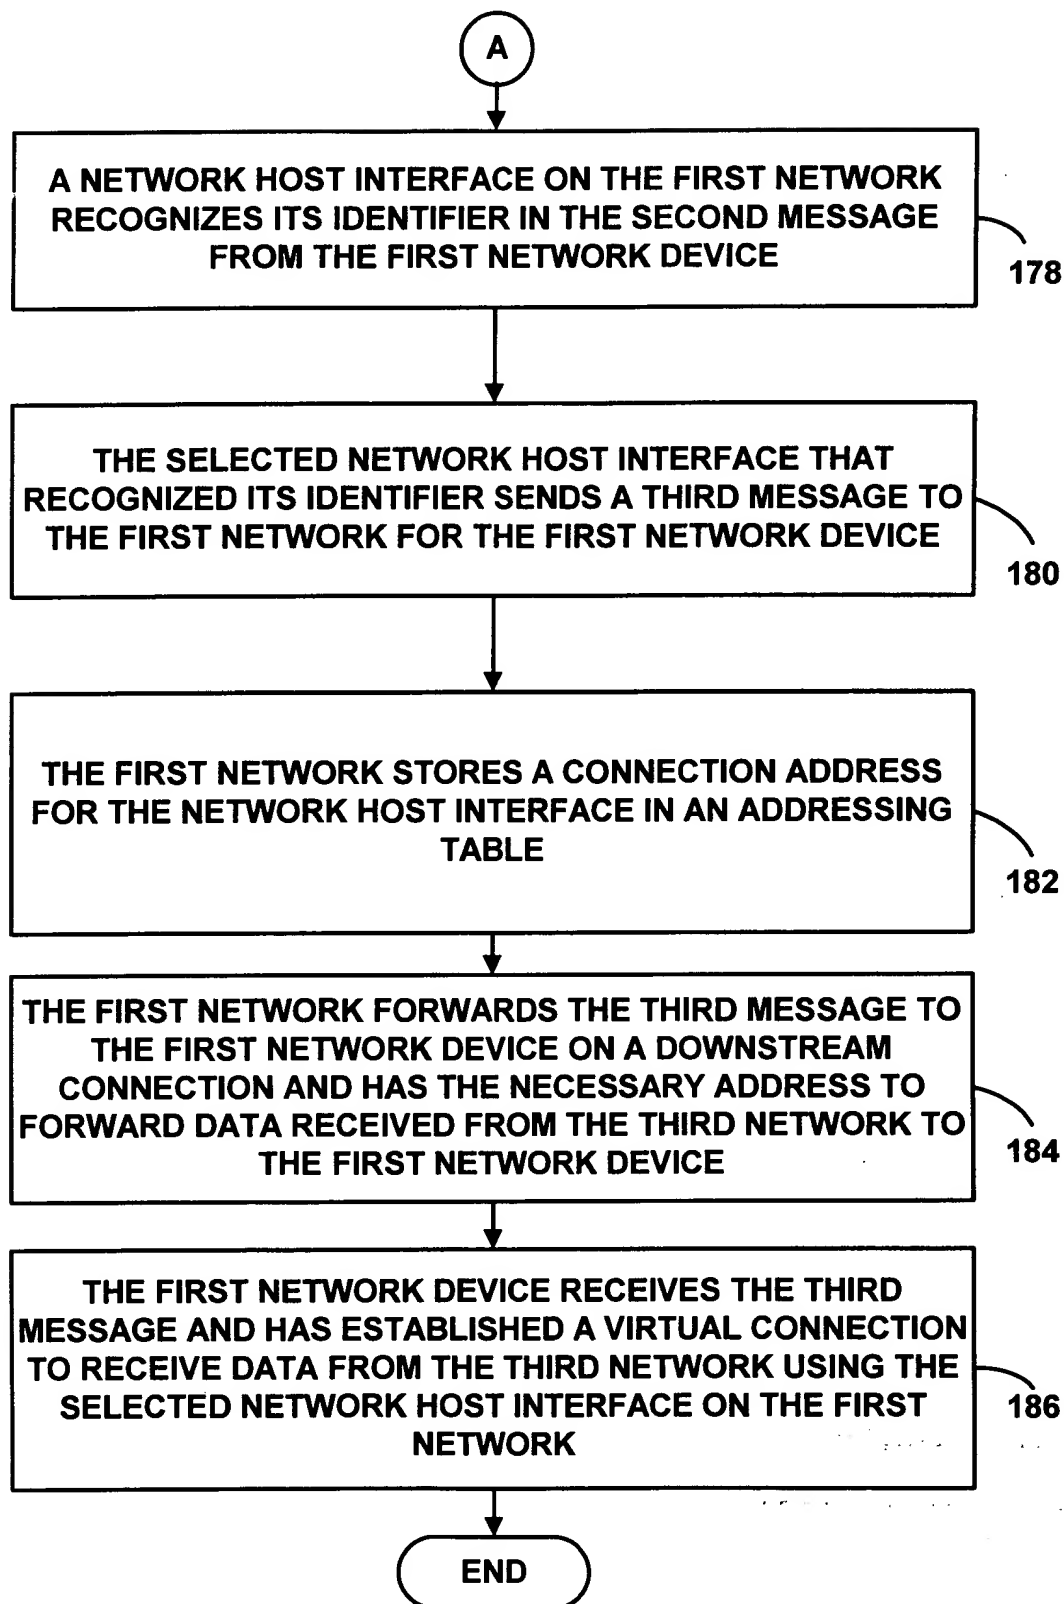 A
A NETWORK HOST INTERFACE ON THE FIRST NETWORK
RECOGNIZES ITS IDENTIFIER IN THE SECOND MESSAGE
FROM THE FIRST NETWORK DEVICE
178
THE SELECTED NETWORK HOST INTERFACE THAT
RECOGNIZED ITS IDENTIFIER SENDS A THIRD MESSAGE TO
THE FIRST NETWORK FOR THE FIRST NETWORK DEVICE
180
THE FIRST NETWORK STORES A CONNECTION ADDRESS
FOR THE NETWORK HOST INTERFACE IN AN ADDRESSING
TABLE
182
THE FIRST NETWORK FORWARDS THE THIRD MESSAGE TO
THE FIRST NETWORK DEVICE ON A DOWNSTREAM
CONNECTION AND HAS THE NECESSARY ADDRESS TO
FORWARD DATA RECEIVED FROM THE THIRD NETWORK TO
THE FIRST NETWORK DEVICE
184
THE FIRST NETWORK DEVICE RECEIVES THE THIRD
MESSAGE AND HAS ESTABLISHED A VIRTUAL CONNECTION
TO RECEIVE DATA FROM THE THIRD NETWORK USING THE
SELECTED NETWORK HOST INTERFACE ON THE FIRST
NETWORK
186
END